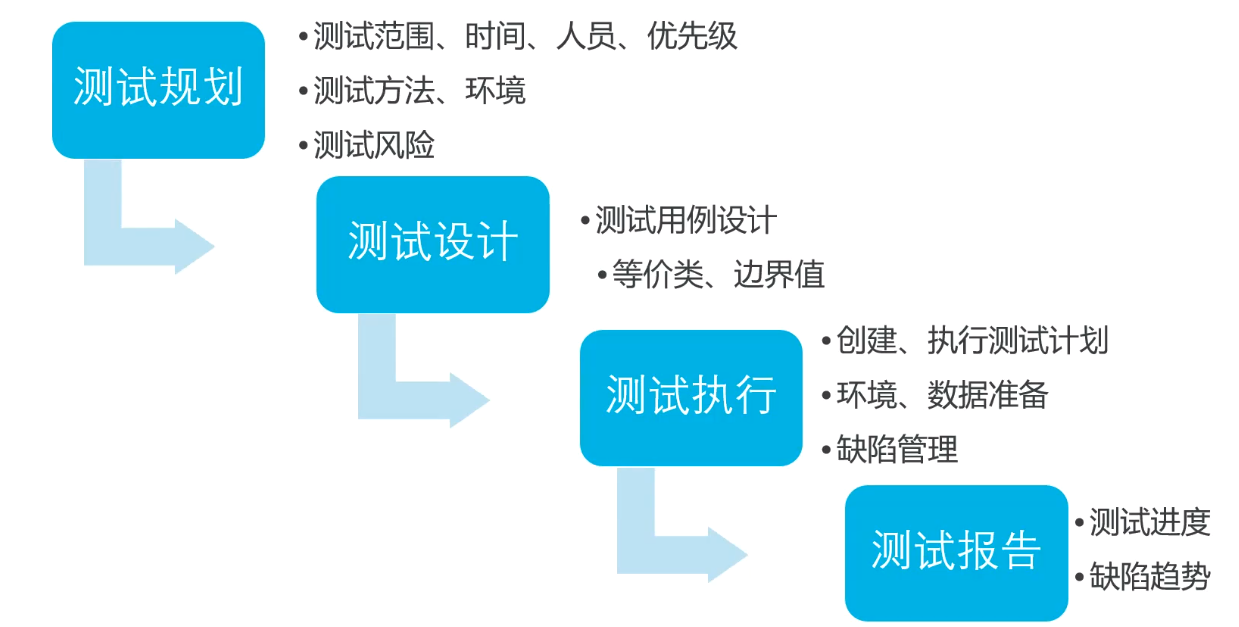 测试规划
•测试范围、时间、人员、优先级
•测试方法、环境
•测试风险
测试设计
•测试用例设计
•等价类、边界值
测试执行
•创建、执行测试计划
•环境、数据准备
•缺陷管理
测试报告
•测试进度
•缺陷趋势